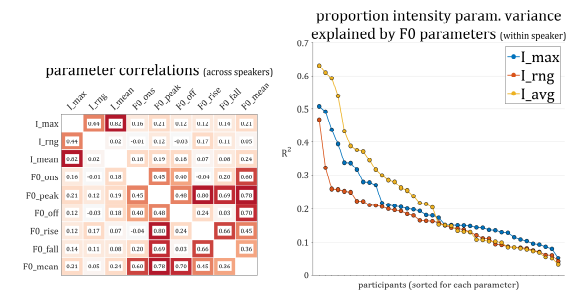 parameter correlations (across speakers)
I_max I_rng I_mean F0_ons F0_peak F0_off F0_rise F0_fall F0_mean
I_max 0.44 0.82 0.16 0.21 0.12 0.12 0.14 0.21
I_rng 0.44 0.02 -0.01 0.12 -0.03 0.17 0.11 0.05
I_mean 0.82 0.02 0.18 0.19 0.18 0.07 0.08 0.24
F0_ons 0.16 -0.01 0.18 0.45 0.40 -0.04 0.20 0.60
F0_peak 0.21 0.12 0.19 0.45 0.48 0.80 0.69 0.78
F0_off 0.12 -0.03 0.18 0.40 0.48 0.24 0.03 0.70
F0_rise 0.12 0.17 0.07 -0.04 0.80 0.24 0.66 0.45
F0_fall 0.14 0.11 0.08 0.20 0.69 0.03 0.66 0.36
F0_mean 0.21 0.05 0.24 0.60 0.78 0.70 0.45 0.36
proportion intensity param. variance
explained by F0 parameters (within speaker)
I_max
I_rng
I_avg
0.7
0.6
0.5
0.4
0.3
0.2
0.1
0
R²
participants (sorted for each parameter)